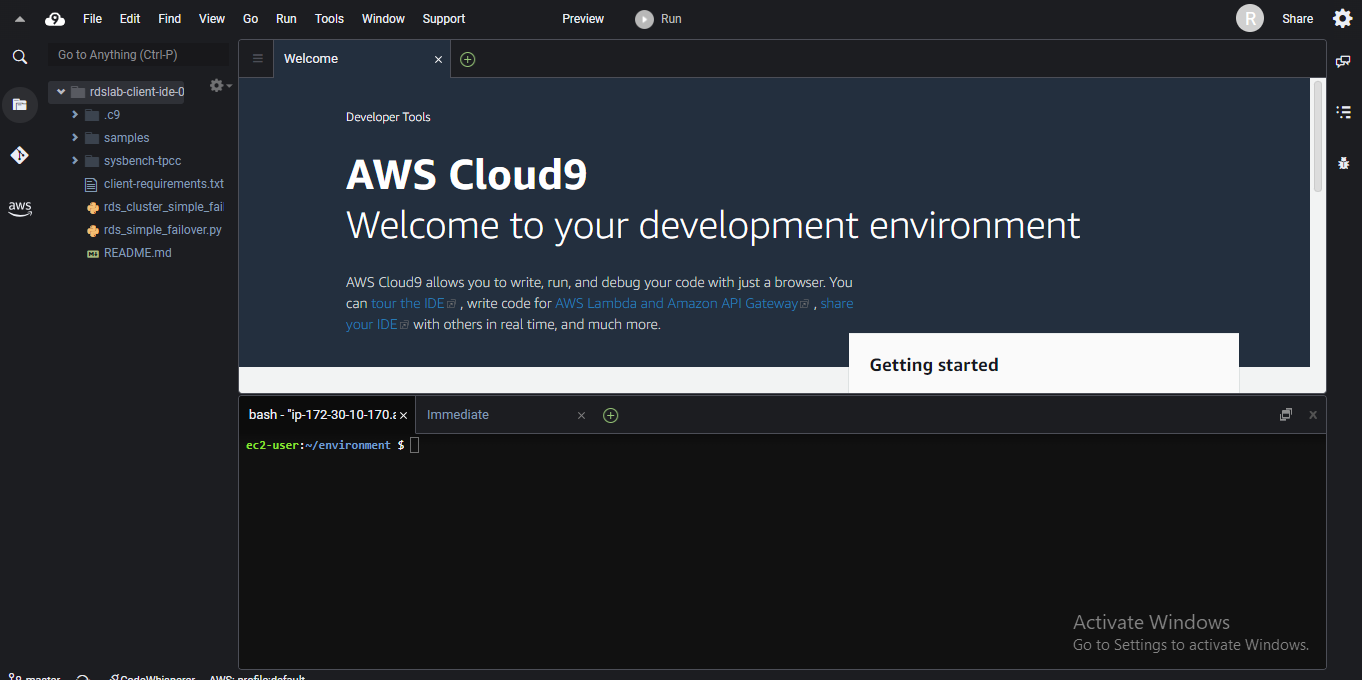 File Edit Find View Go Run Tools Window Support Preview Run R Share
Go to Anything (Ctrl-P)
rdslab-client-ide-0
.c9
samples
sysbench-tpcc
client-requirements.txt
rds_cluster_simple_fai
rds_simple_failover.py
README.md
aws
Welcome
Developer Tools
AWS Cloud9
Welcome to your development environment
AWS Cloud9 allows you to write, run, and debug your code with just a browser. You
can tour the IDE , write code for AWS Lambda and Amazon API Gateway , share
your IDE with others in real time, and much more.
Getting started
bash - "ip-172-30-10-170.a Immediate
ec2-user:~/environment $
Activate Windows
Go to Settings to activate Windows.
master CodeWhisperer AWS: profile:default